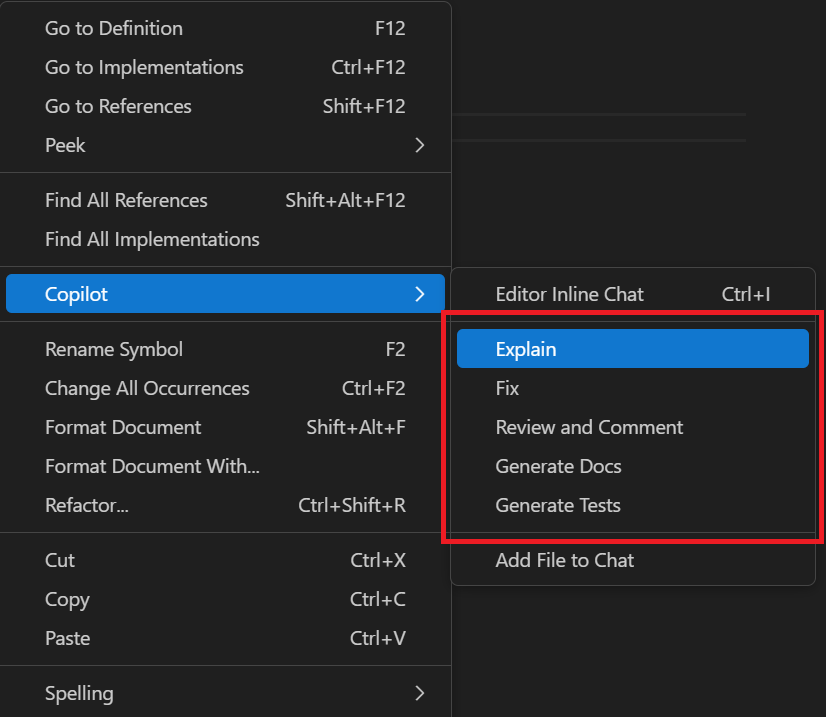 Go to Definition F12
Go to Implementations Ctrl+F12
Go to References Shift+F12
Peek
Find All References Shift+Alt+F12
Find All Implementations
Copilot
Rename Symbol F2
Change All Occurrences Ctrl+F2
Format Document Shift+Alt+F
Format Document With...
Refactor... Ctrl+Shift+R
Cut Ctrl+X
Copy Ctrl+C
Paste Ctrl+V
Spelling
Editor Inline Chat Ctrl+I
Explain
Fix
Review and Comment
Generate Docs
Generate Tests
Add File to Chat